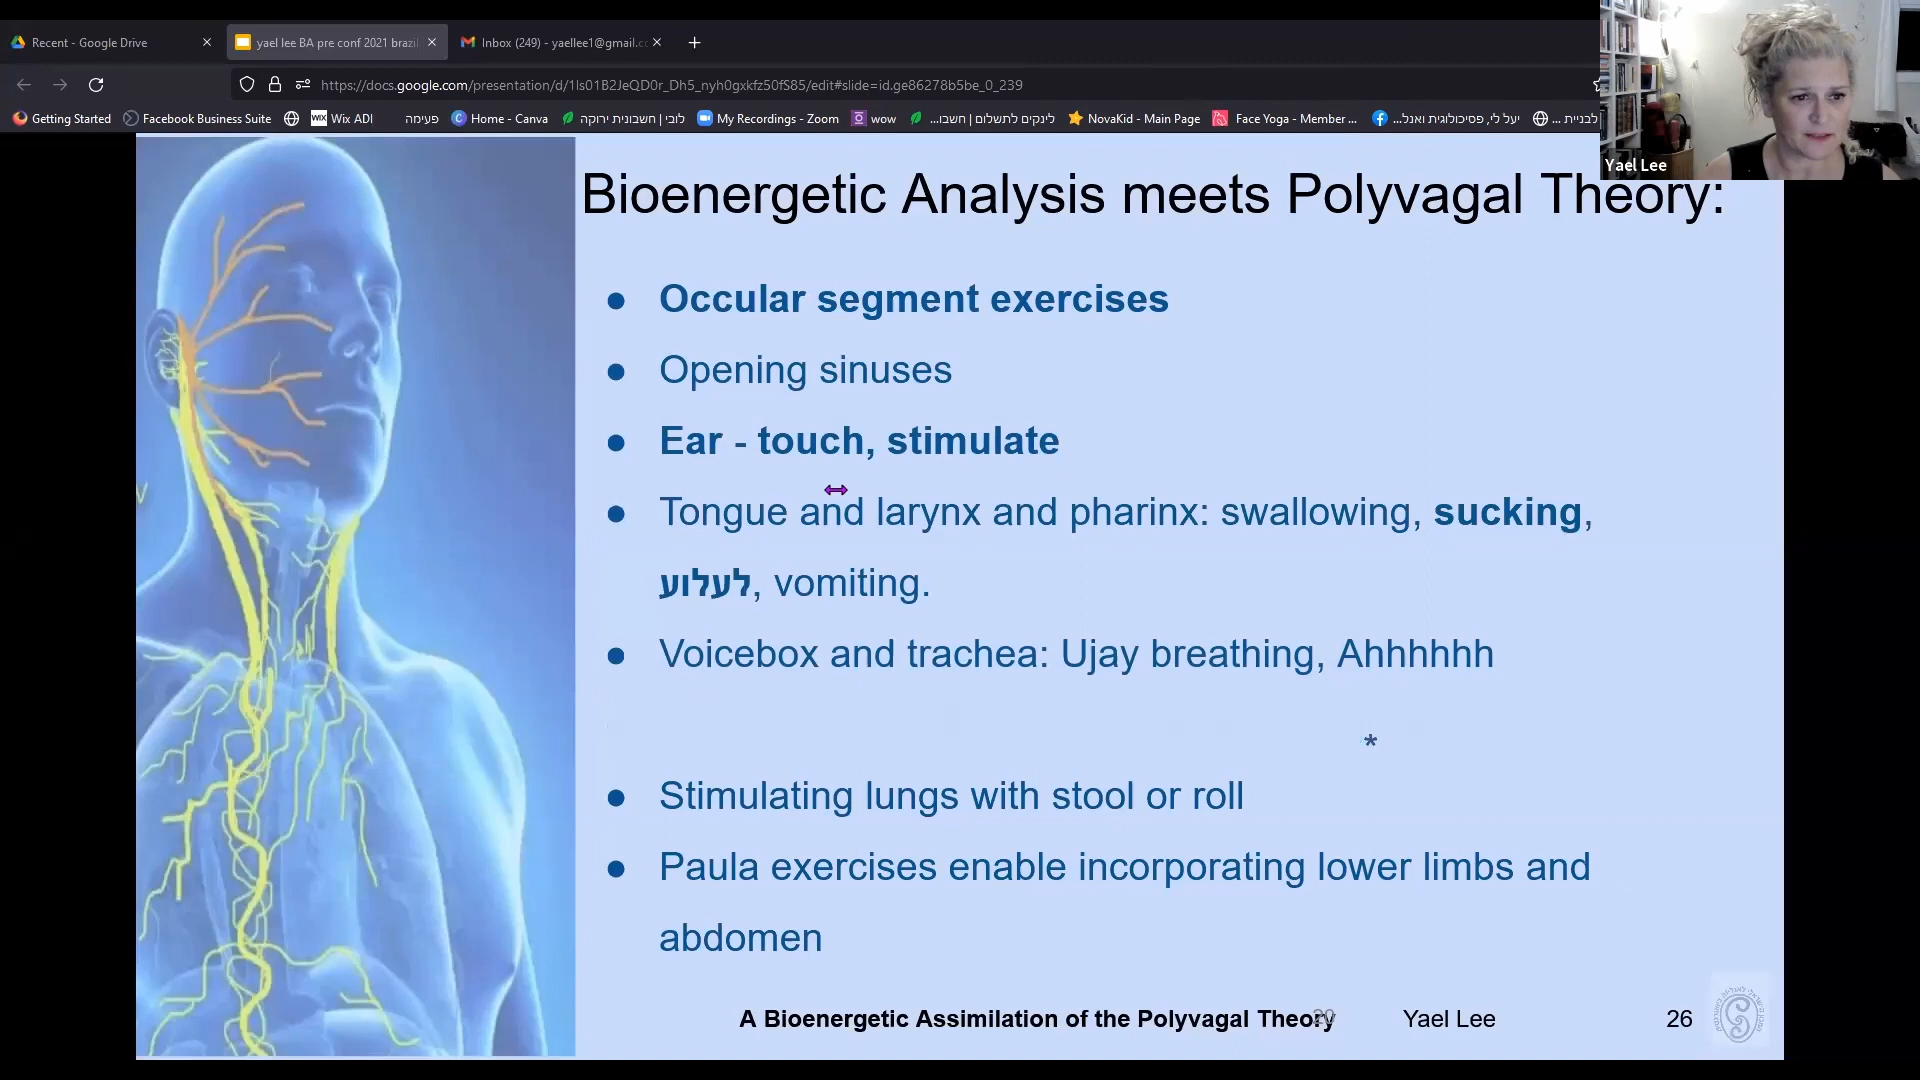 Recent - Google Drive
yael lee BA pre conf 2021 brazil
Inbox (249) - yaellee1@gmail.co
https://docs.google.com/presentation/d/1ls01B2JeQD0r_Dh5_nyh0gxkfz50fS85/edit#slide=id.ge86278b5be_0_239
Getting Started
Facebook Business Suite
Wix ADI
פעימה
Home - Canva
לובי | חשבונית ירוקה
My Recordings - Zoom
wow
לינקים לתשלום | חשבו...
NovaKid - Main Page
Face Yoga - Member ...
יעל לי, פסיכולוגית ואנל...
לבניית ...
Yael Lee
Bioenergetic Analysis meets Polyvagal Theory:
● Occular segment exercises
● Opening sinuses
● Ear - touch, stimulate
● Tongue and larynx and pharinx: swallowing, sucking,
לעלוע, vomiting.
● Voicebox and trachea: Ujay breathing, Ahhhhhh
*
● Stimulating lungs with stool or roll
● Paula exercises enable incorporating lower limbs and
abdomen
A Bioenergetic Assimilation of the Polyvagal Theory
20
Yael Lee
26